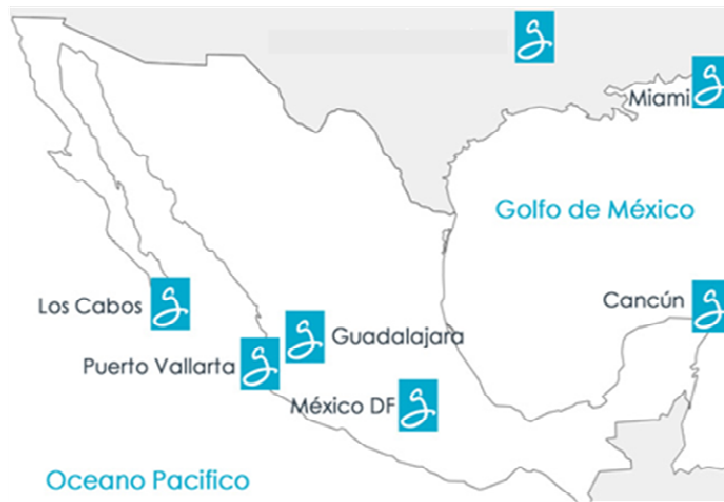 Miami
Golfo de México
Cancún
Los Cabos
Guadalajara
Puerto Vallarta
México DF
Oceano Pacifico